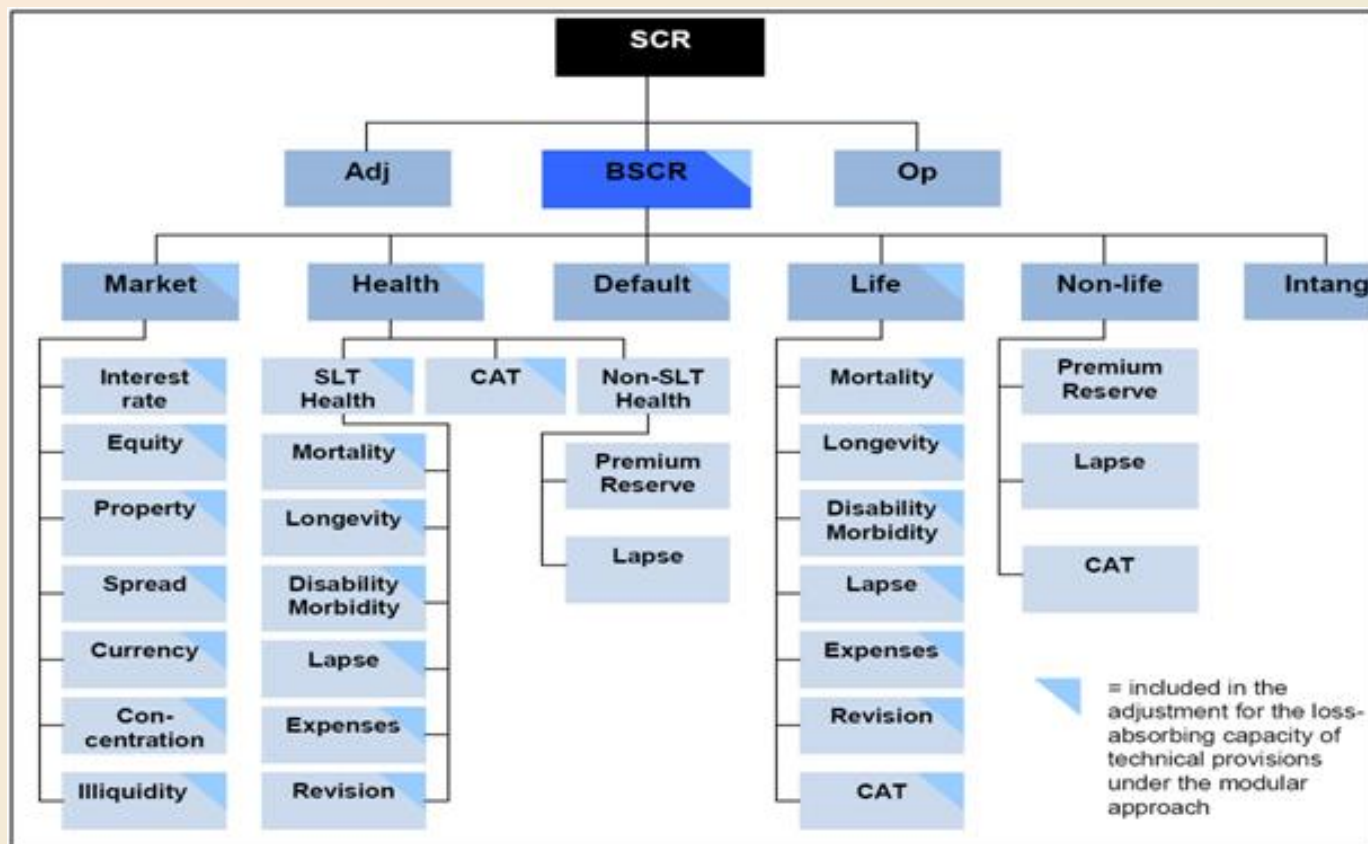 SCR
Adj
BSCR
Op
Market
Health
Default
Life
Non-life
Intang
Interest
rate
Equity
Property
Spread
Currency
Con-
centration
Illiquidity
SLT
Health
CAT
Non-SLT
Health
Mortality
Longevity
Disability
Morbidity
Lapse
Expenses
Revision
Premium
Reserve
Lapse
Mortality
Longevity
Disability
Morbidity
Lapse
Expenses
Revision
CAT
Premium
Reserve
Lapse
CAT
= included in the
adjustment for the loss-
absorbing capacity of
technical provisions
under the modular
approach